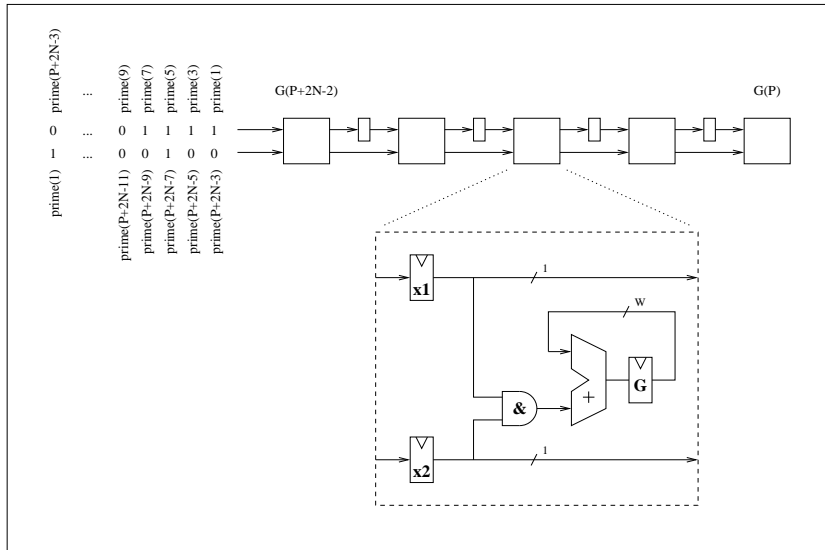 prime(P+2N-3) ... prime(9) prime(7) prime(5) prime(3) prime(1)
G(P+2N-2) G(P)
0 ... 0 1 1 1 1
1 ... 0 0 1 0 0
prime(1) prime(P+2N-11) prime(P+2N-9) prime(P+2N-7) prime(P+2N-5) prime(P+2N-3)
x1 1
W
G
+
&
x2 1